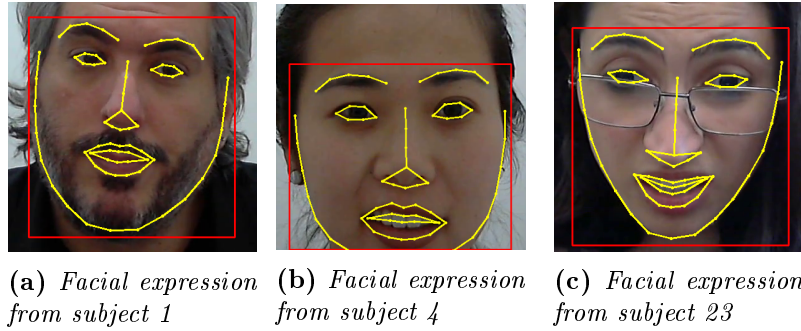 (a) Facial expression
from subject 1
(b) Facial expression
from subject 4
(c) Facial expression
from subject 23